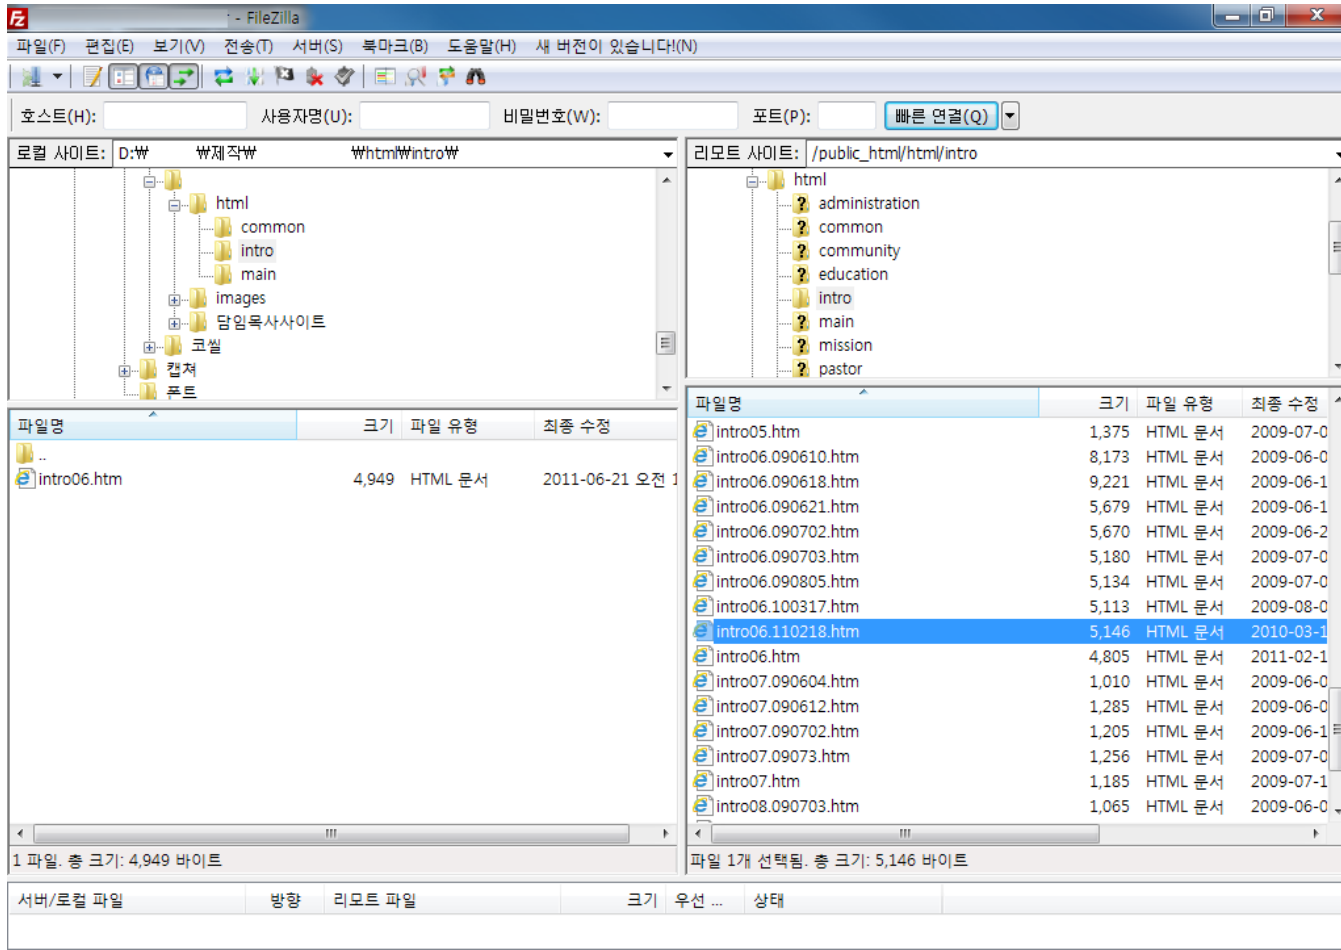 Fz - FileZilla
파일(F) 편집(E) 보기(V) 전송(T) 서버(S) 북마크(B) 도움말(H) 새 버전이 있습니다!(N)
호스트(H): 사용자명(U): 비밀번호(W): 포트(P): 빠른 연결(Q)
로컬 사이트: D:₩ ₩제작₩ ₩html₩intro₩
html
common
intro
main
images
담임목사사이트
코씰
캡쳐
폰트
파일명 크기 파일 유형 최종 수정
..
intro06.htm 4,949 HTML 문서 2011-06-21 오전 1
1 파일. 총 크기: 4,949 바이트
리모트 사이트: /public_html/html/intro
html
administration
common
community
education
intro
main
mission
pastor
파일명 크기 파일 유형 최종 수정
intro05.htm 1,375 HTML 문서 2009-07-0
intro06.090610.htm 8,173 HTML 문서 2009-06-0
intro06.090618.htm 9,221 HTML 문서 2009-06-1
intro06.090621.htm 5,679 HTML 문서 2009-06-1
intro06.090702.htm 5,670 HTML 문서 2009-06-2
intro06.090703.htm 5,180 HTML 문서 2009-07-0
intro06.090805.htm 5,134 HTML 문서 2009-07-0
intro06.100317.htm 5,113 HTML 문서 2009-08-0
intro06.110218.htm 5,146 HTML 문서 2010-03-1
intro06.htm 4,805 HTML 문서 2011-02-1
intro07.090604.htm 1,010 HTML 문서 2009-06-0
intro07.090612.htm 1,285 HTML 문서 2009-06-0
intro07.090702.htm 1,205 HTML 문서 2009-06-1
intro07.09073.htm 1,256 HTML 문서 2009-07-0
intro07.htm 1,185 HTML 문서 2009-07-1
intro08.090703.htm 1,065 HTML 문서 2009-06-0
파일 1개 선택됨. 총 크기: 5,146 바이트
서버/로컬 파일 방향 리모트 파일 크기 우선 ... 상태